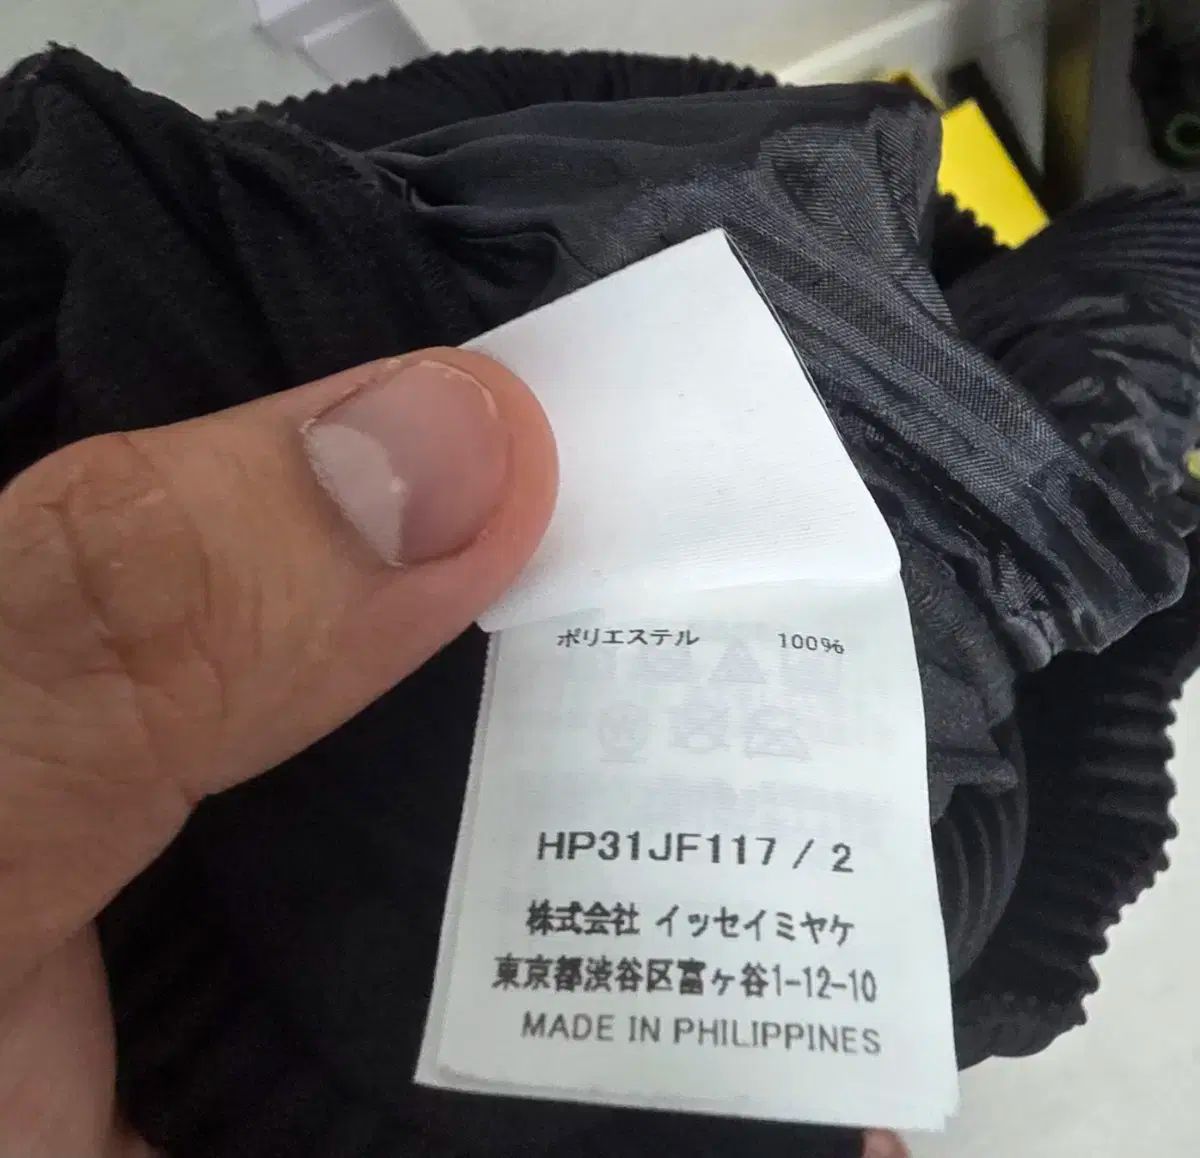 ポリエステル 100%
HP31JF117 / 2
株式会社 イッセイミヤケ
東京都渋谷区富ヶ谷1-12-10
MADE IN PHILIPPINES